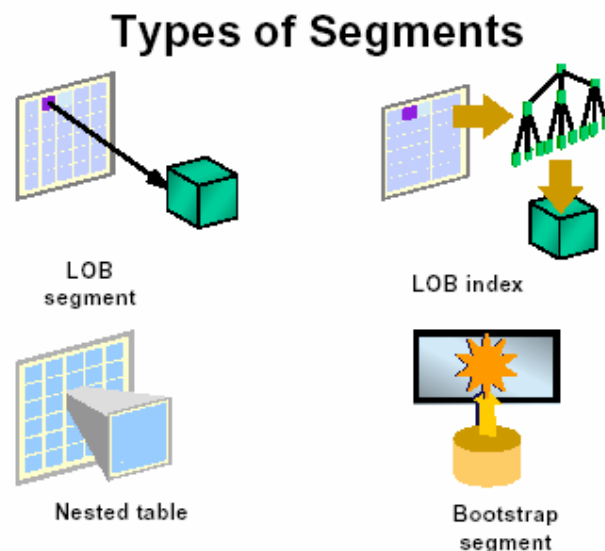 Types of Segments
LOB
segment
LOB index
Nested table
Bootstrap
segment